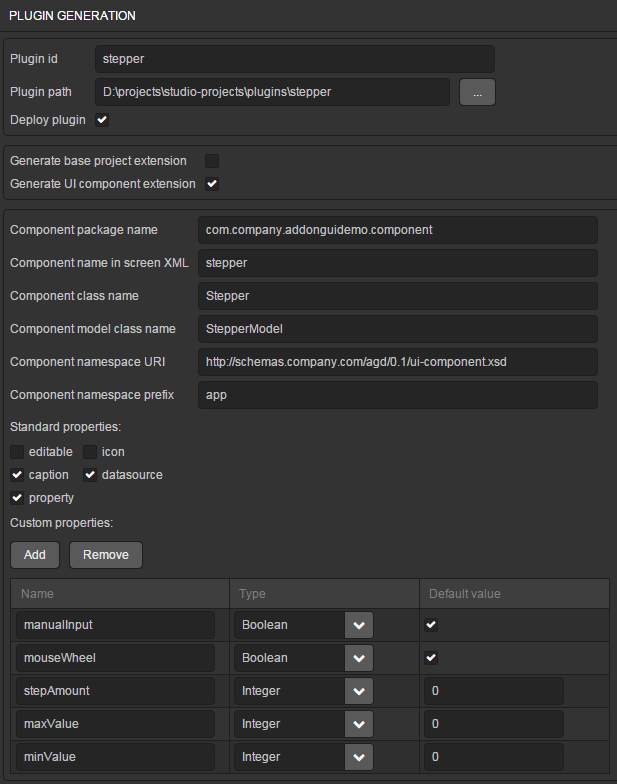 PLUGIN GENERATION
Plugin id stepper
Plugin path D:\projects\studio-projects\plugins\stepper ...
Deploy plugin
Generate base project extension
Generate UI component extension
Component package name com.company.addonguidemo.component
Component name in screen XML stepper
Component class name Stepper
Component model class name StepperModel
Component namespace URI http://schemas.company.com/agd/0.1/ui-component.xsd
Component namespace prefix app
Standard properties:
editable icon
caption datasource
property
Custom properties:
Add Remove
Name Type Default value
manualInput Boolean
mouseWheel Boolean
stepAmount Integer 0
maxValue Integer 0
minValue Integer 0